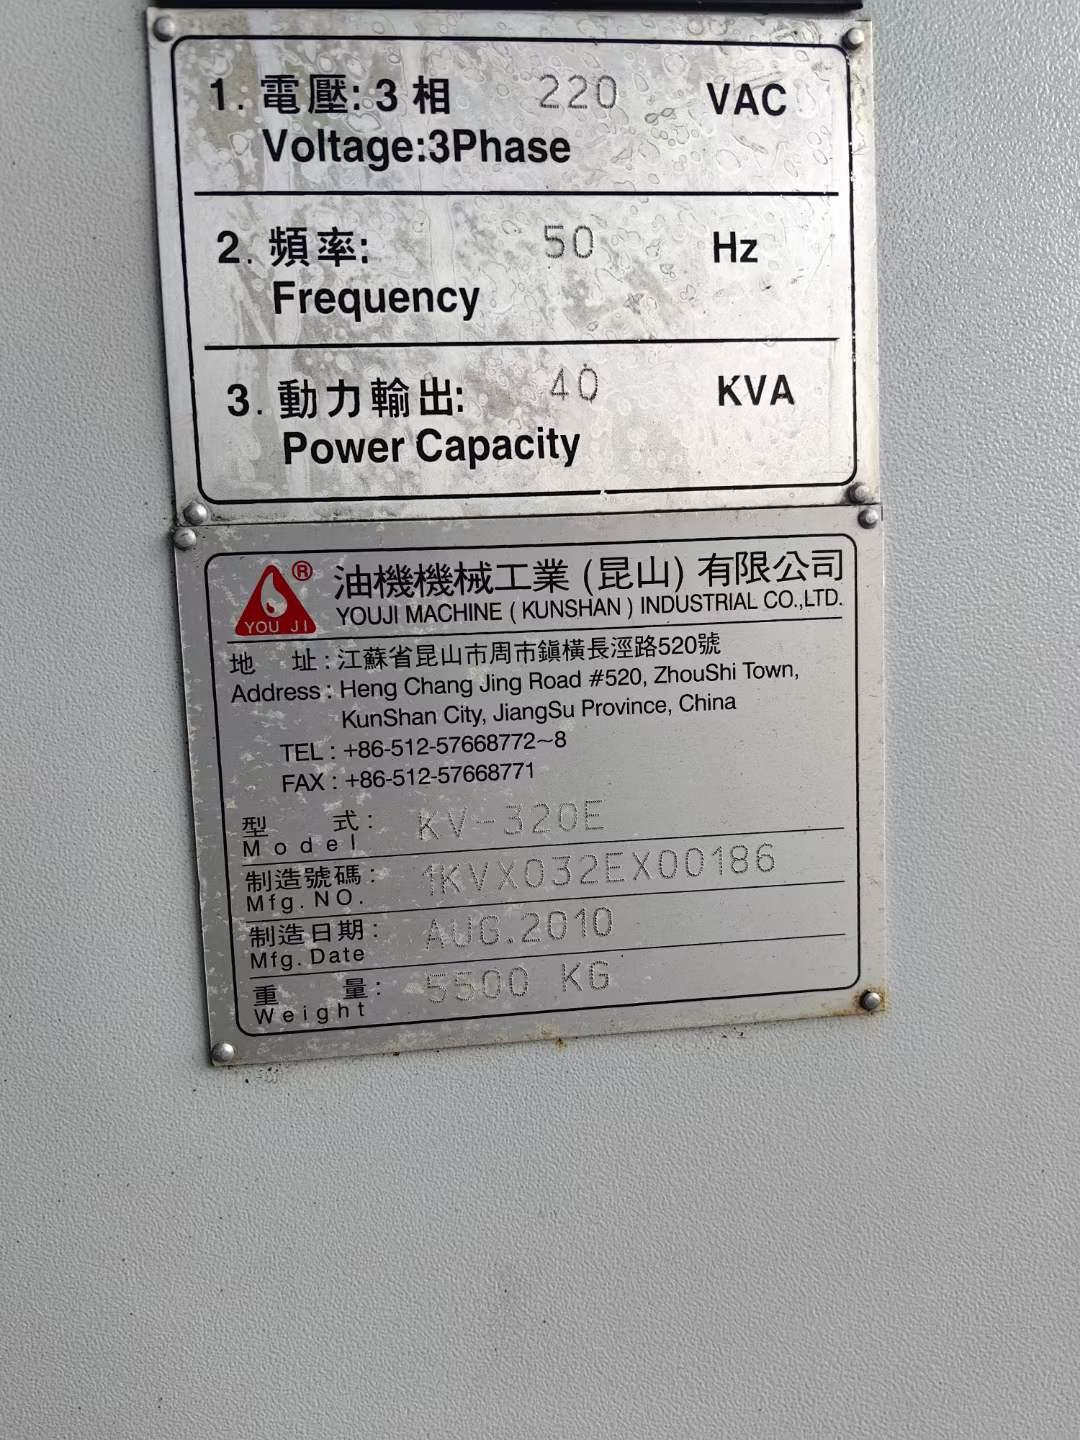 1. 電壓: 3 相 220 VAC
Voltage:3Phase
2. 頻率: 50 Hz
Frequency
3. 動力輸出: 40 KVA
Power Capacity
YOU JI ®
油機機械工業 (昆山) 有限公司
YOUJI MACHINE ( KUNSHAN ) INDUSTRIAL CO.,LTD.
地 址 : 江蘇省昆山市周市鎮橫長涇路520號
Address : Heng Chang Jing Road #520, ZhouShi Town,
KunShan City, JiangSu Province, China
TEL : +86-512-57668772~8
FAX : +86-512-57668771
型 式 : KV-320E
Model
制造號碼 : 1KVX032EX00186
Mfg. NO.
制造日期 : AUG.2010
Mfg. Date
重 量 : 5500 KG
Weight